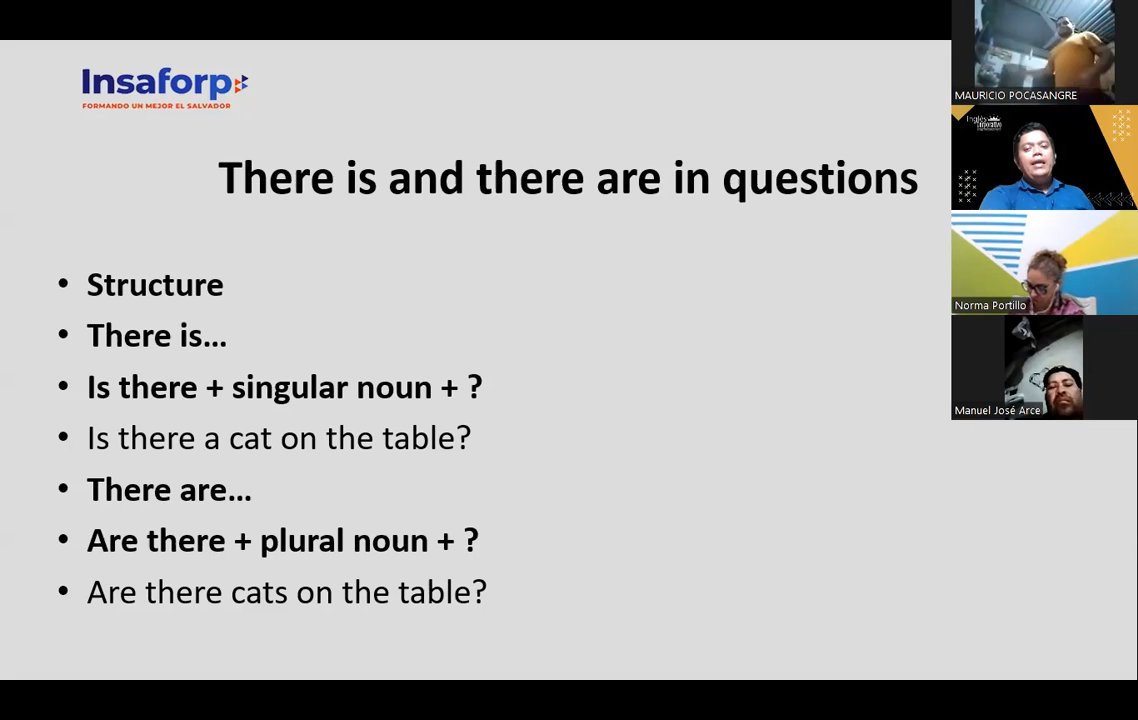 Insaforp
FORMANDO UN MEJOR EL SALVADOR
There is and there are in questions
• Structure
• There is...
• Is there + singular noun + ?
• Is there a cat on the table?
• There are...
• Are there + plural noun + ?
• Are there cats on the table?
MAURICIO POCASANGRE
Inglés
Norma Portillo
Manuel José Arce